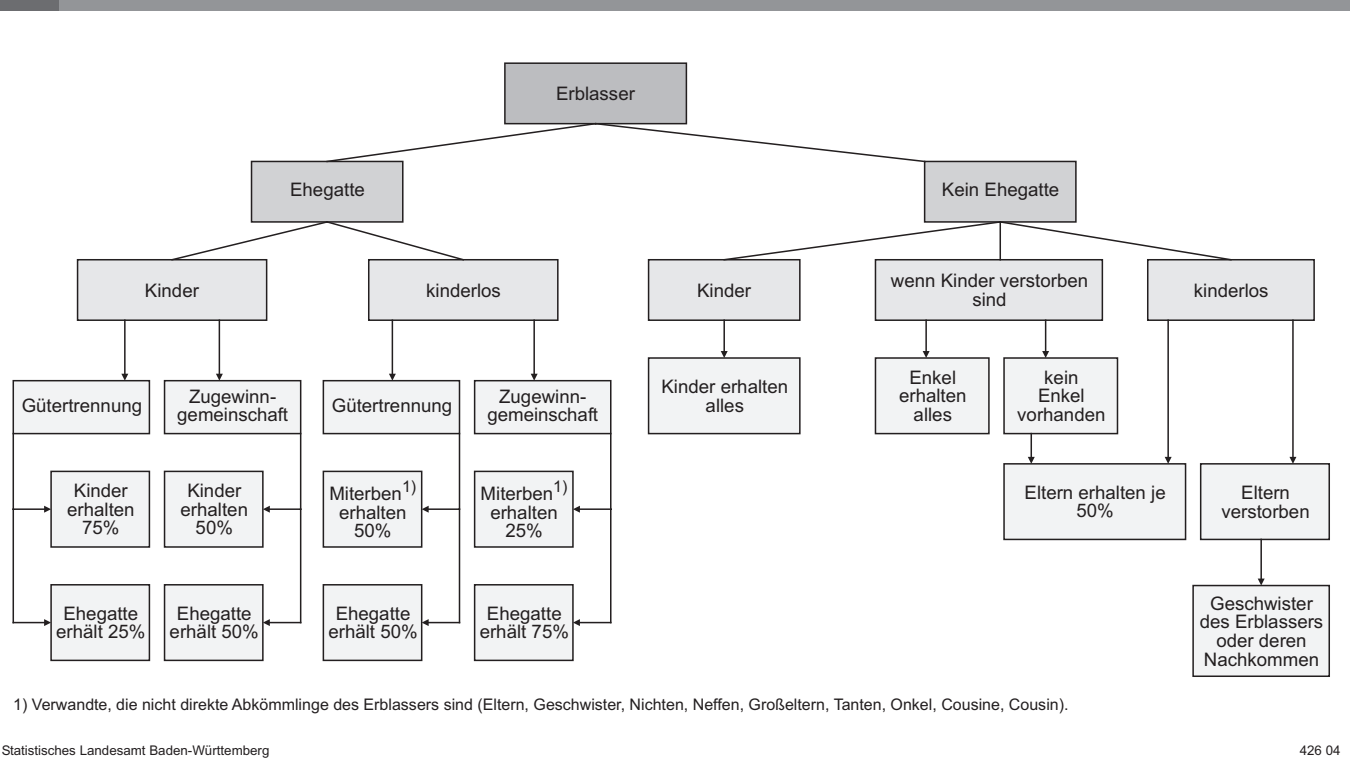 Erblasser
Ehegatte
Kein Ehegatte
Kinder
kinderlos
Kinder
wenn Kinder verstorben
sind
kinderlos
Gütertrennung
Zugewinn-
gemeinschaft
Gütertrennung
Zugewinn-
gemeinschaft
Kinder erhalten
alles
Enkel
erhalten
alles
kein
Enkel
vorhanden
Kinder
erhalten
75%
Kinder
erhalten
50%
Miterben1)
erhalten
50%
Miterben1)
erhalten
25%
Eltern erhalten je
50%
Eltern
verstorben
Ehegatte
erhält 25%
Ehegatte
erhält 50%
Ehegatte
erhält 50%
Ehegatte
erhält 75%
Geschwister
des Erblassers
oder deren
Nachkommen
1) Verwandte, die nicht direkte Abkömmlinge des Erblassers sind (Eltern, Geschwister, Nichten, Neffen, Großeltern, Tanten, Onkel, Cousine, Cousin).
Statistisches Landesamt Baden-Württemberg
426 04